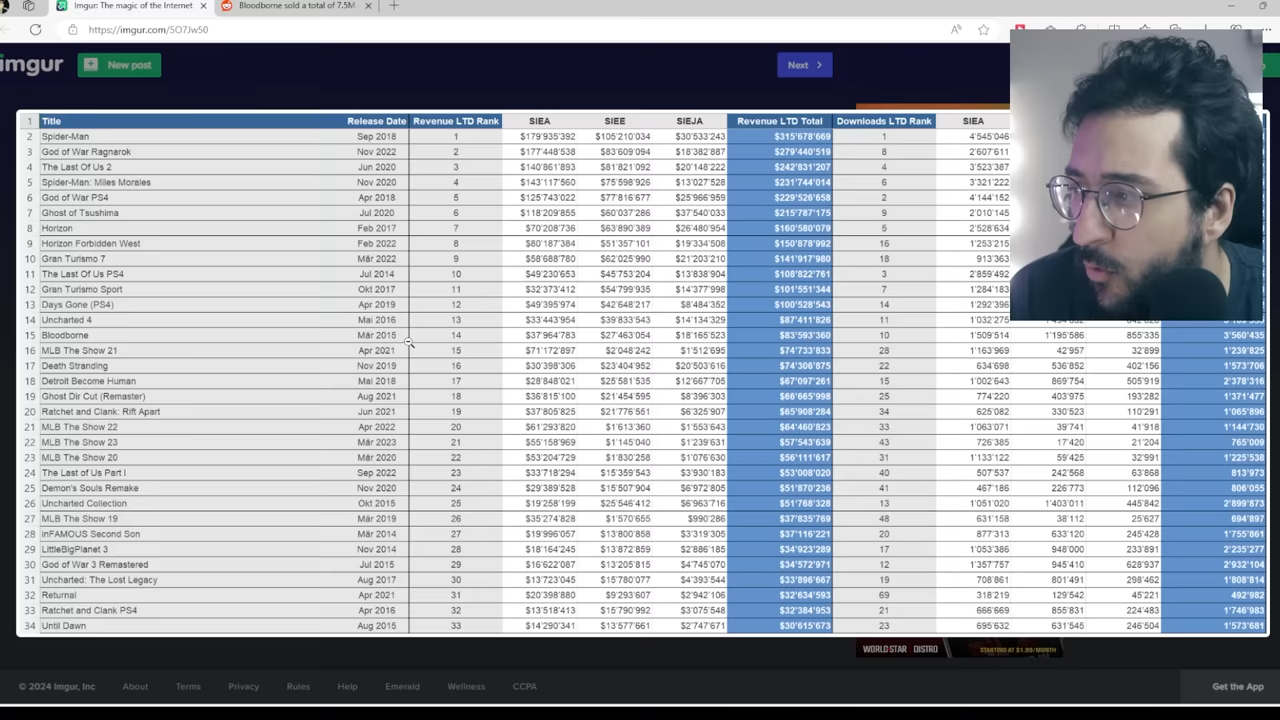 Imgur: The magic of the Internet
Bloodborne sold a total of 7.5M
https://imgur.com/5O7Jw50
imgur
New post
Next
1 Title Release Date Revenue LTD Rank SIEA SIEE SIEJA Revenue LTD Total Downloads LTD Rank SIEA
2 Spider-Man Sep 2018 1 $179'935'392 $105'210'034 $30'533'243 $315'678'669 1 4'545'046
3 God of War Ragnarok Nov 2022 2 $177'448'538 $83'609'094 $18'382'887 $279'440'519 8 2'607'611
4 The Last Of Us 2 Jun 2020 3 $140'861'893 $81'821'092 $20'148'222 $242'831'207 4 3'523'387
5 Spider-Man: Miles Morales Nov 2020 4 $143'117'560 $75'598'926 $13'027'528 $231'744'014 6 3'321'222
6 God of War PS4 Apr 2018 5 $125'743'022 $77'816'677 $25'966'959 $229'526'658 2 4'144'152
7 Ghost of Tsushima Jul 2020 6 $118'209'855 $60'037'286 $37'540'033 $215'787'175 9 2'010'145
8 Horizon Feb 2017 7 $70'208'736 $63'890'389 $26'480'954 $160'580'079 5 2'528'634
9 Horizon Forbidden West Feb 2022 8 $80'187'384 $51'357'101 $19'334'508 $150'878'992 16 1'253'215
10 Gran Turismo 7 Mär 2022 9 $58'688'780 $62'025'990 $21'203'210 $141'917'980 18 913'363
11 The Last Of Us PS4 Jul 2014 10 $49'230'653 $45'753'204 $13'838'904 $108'822'761 3 2'859'492
12 Gran Turismo Sport Okt 2017 11 $32'373'412 $54'799'935 $14'377'998 $101'551'344 7 1'284'183
13 Days Gone (PS4) Apr 2019 12 $49'395'974 $42'648'217 $8'484'352 $100'528'543 14 1'292'396
14 Uncharted 4 Mai 2016 13 $33'443'954 $39'833'543 $14'134'329 $87'411'826 11 1'032'275
15 Bloodborne Mär 2015 14 $37'964'783 $27'463'054 $18'165'523 $83'593'360 10 1'509'514 1'195'586 855'335 3'560'435
16 MLB The Show 21 Apr 2021 15 $71'172'897 $2'048'242 $1'512'695 $74'733'833 28 1'163'969 42'957 32'899 1'239'825
17 Death Stranding Nov 2019 16 $30'398'306 $23'404'952 $20'503'616 $74'306'875 22 634'698 536'852 402'156 1'573'706
18 Detroit Become Human Mai 2018 17 $28'848'021 $25'581'535 $12'667'705 $67'097'261 15 1'002'643 869'754 505'919 2'378'316
19 Ghost Dir Cut (Remaster) Aug 2021 18 $36'815'100 $21'454'595 $8'396'303 $66'665'998 25 774'220 403'975 193'282 1'371'477
20 Ratchet and Clank: Rift Apart Jun 2021 19 $37'805'825 $21'776'551 $6'325'907 $65'908'284 34 625'082 330'523 110'291 1'065'896
21 MLB The Show 22 Apr 2022 20 $61'293'820 $1'613'360 $1'553'643 $64'460'823 33 1'063'071 39'741 41'918 1'144'730
22 MLB The Show 23 Mär 2023 21 $55'158'969 $1'145'040 $1'239'631 $57'543'639 43 726'385 17'420 21'204 765'009
23 MLB The Show 20 Mär 2020 22 $53'204'729 $1'830'258 $1'076'630 $56'111'617 31 1'133'122 59'425 32'991 1'225'538
24 The Last of Us Part I Sep 2022 23 $33'718'294 $15'359'543 $3'930'183 $53'008'020 40 507'537 242'568 63'868 813'973
25 Demon's Souls Remake Nov 2020 24 $29'389'528 $15'507'904 $6'972'805 $51'870'236 41 467'186 226'773 112'096 806'055
26 Uncharted Collection Okt 2015 25 $19'258'199 $25'546'412 $6'963'716 $51'768'328 13 1'051'020 1'403'011 445'842 2'899'873
27 MLB The Show 19 Mär 2019 26 $35'274'828 $1'570'655 $990'286 $37'835'769 48 631'158 38'112 25'627 694'897
28 inFAMOUS Second Son Mär 2014 27 $19'996'057 $13'800'858 $3'319'305 $37'116'221 20 877'313 633'120 245'428 1'755'861
29 LittleBigPlanet 3 Nov 2014 28 $18'164'245 $13'872'859 $2'886'185 $34'923'289 17 1'053'386 948'000 233'891 2'235'277
30 God of War 3 Remastered Jul 2015 29 $16'622'087 $13'205'815 $4'745'070 $34'572'971 12 1'357'757 945'410 628'937 2'932'104
31 Uncharted: The Lost Legacy Aug 2017 30 $13'723'045 $15'780'077 $4'393'544 $33'896'667 19 708'861 801'491 298'462 1'808'814
32 Returnal Apr 2021 31 $20'398'880 $9'293'607 $2'942'106 $32'634'593 69 318'219 129'542 45'221 492'982
33 Ratchet and Clank PS4 Apr 2016 32 $13'518'413 $15'790'992 $3'075'548 $32'384'953 21 666'669 855'831 224'483 1'746'983
34 Until Dawn Aug 2015 33 $14'290'341 $13'577'661 $2'747'671 $30'615'673 23 695'632 631'545 246'504 1'573'681
WORLD STAR DISTRO STARTING AT $1.99/MONTH
© 2024 Imgur, Inc About Terms Privacy Rules Help Emerald Wellness CCPA Get the App